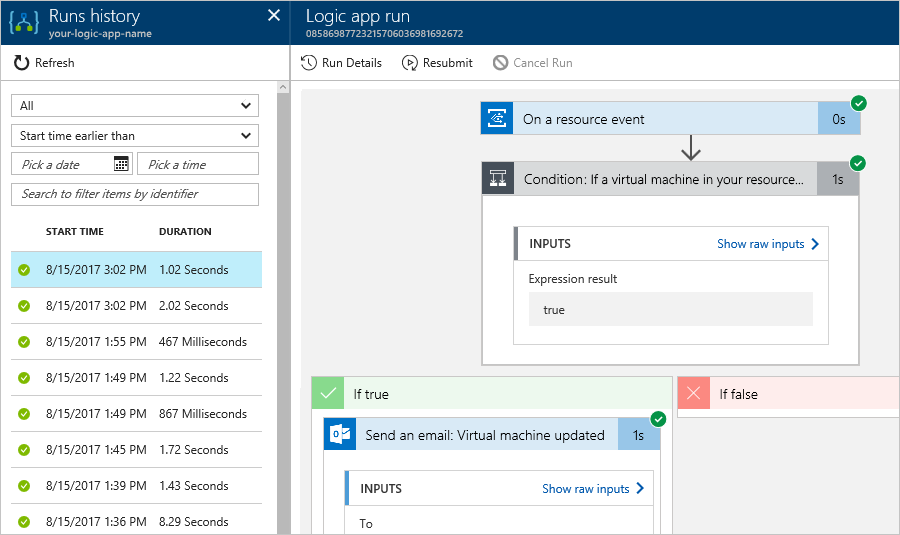 Runs history
your-logic-app-name
Refresh
All
Start time earlier than
Pick a date
Pick a time
Search to filter items by identifier
START TIME DURATION
8/15/2017 3:02 PM 1.02 Seconds
8/15/2017 3:02 PM 2.02 Seconds
8/15/2017 1:55 PM 467 Milliseconds
8/15/2017 1:49 PM 1.22 Seconds
8/15/2017 1:49 PM 867 Milliseconds
8/15/2017 1:45 PM 1.72 Seconds
8/15/2017 1:39 PM 1.43 Seconds
8/15/2017 1:36 PM 8.29 Seconds
Logic app run
08586987723215706036981692672
Run Details Resubmit Cancel Run
On a resource event 0s
Condition: If a virtual machine in your resource... 1s
INPUTS Show raw inputs
Expression result
true
If true
If false
Send an email: Virtual machine updated 1s
INPUTS Show raw inputs
To